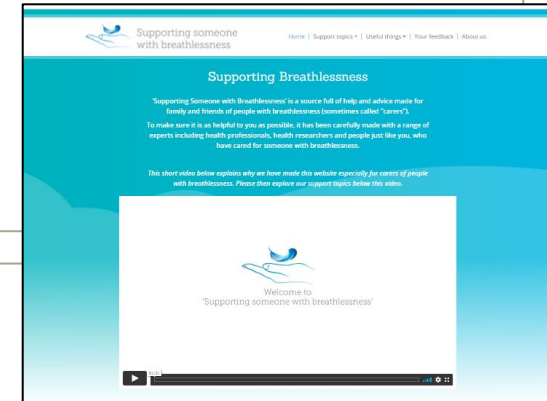 Supporting someone
with breathlessness
Home | Support topics | Useful things | Your feedback | About us
Supporting Breathlessness
'Supporting Someone with Breathlessness' is a source full of help and advice made for
family and friends of people with breathlessness (sometimes called "carers").
To make sure it is as helpful to you as possible, it has been carefully made with a range of
experts including health professionals, health researchers and people just like you, who
have cared for someone with breathlessness.
This short video below explains why we have made this website especially for carers of people
with breathlessness. Please then explore our support topics below this video.
Welcome to
'Supporting someone with breathlessness'